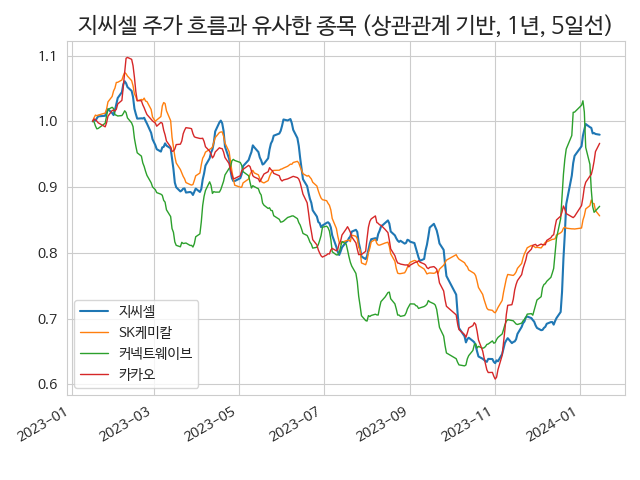 지씨셀 주가 흐름과 유사한 종목 (상관관계 기반, 1년, 5일선)
1.1
1.0
0.9
0.8
0.7
0.6
지씨셀
SK케미칼
커넥트웨이브
카카오
2023-01
2023-03
2023-05
2023-07
2023-09
2023-11
2024-01